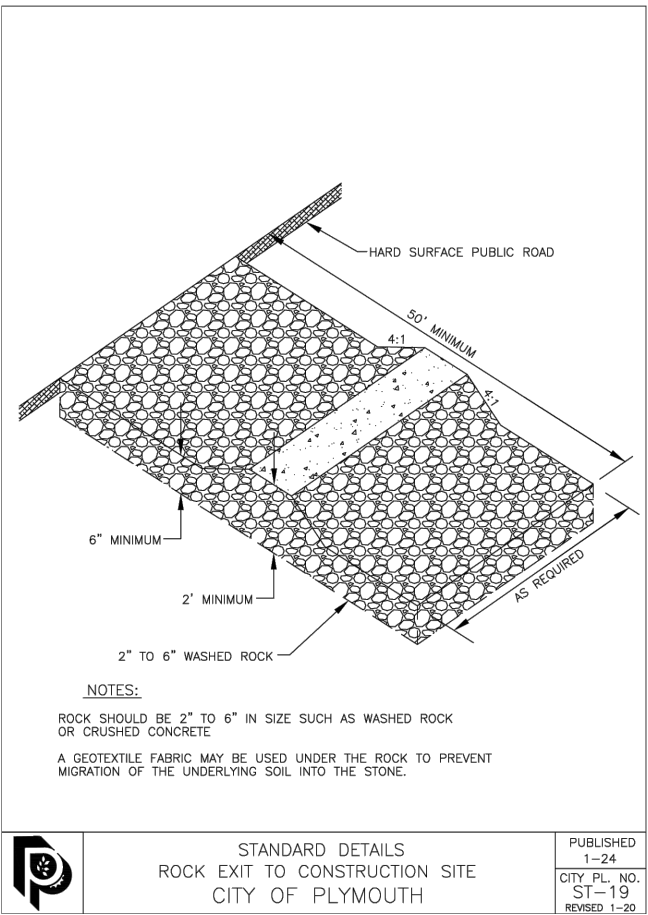 HARD SURFACE PUBLIC ROAD
50' MINIMUM
4:1
4:1
6" MINIMUM
2' MINIMUM
AS REQUIRED
2" TO 6" WASHED ROCK
NOTES:
ROCK SHOULD BE 2" TO 6" IN SIZE SUCH AS WASHED ROCK
OR CRUSHED CONCRETE
A GEOTEXTILE FABRIC MAY BE USED UNDER THE ROCK TO PREVENT
MIGRATION OF THE UNDERLYING SOIL INTO THE STONE.
STANDARD DETAILS
ROCK EXIT TO CONSTRUCTION SITE
CITY OF PLYMOUTH
PUBLISHED
1-24
CITY PL. NO.
ST-19
REVISED 1-20